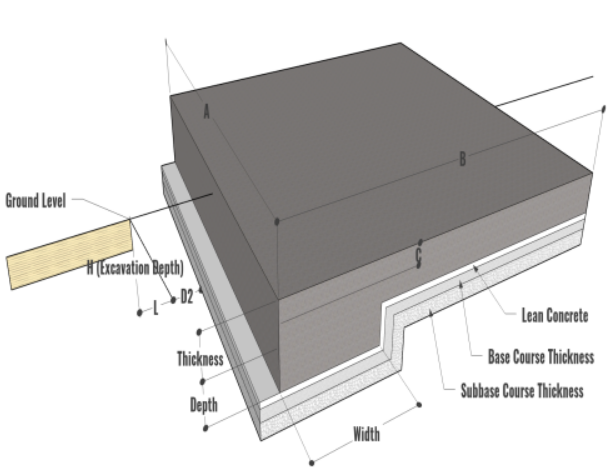 A
B
Ground Level
C
H (Excavation Depth)
D2
L
Lean Concrete
Thickness
Base Course Thickness
Subbase Course Thickness
Depth
Width